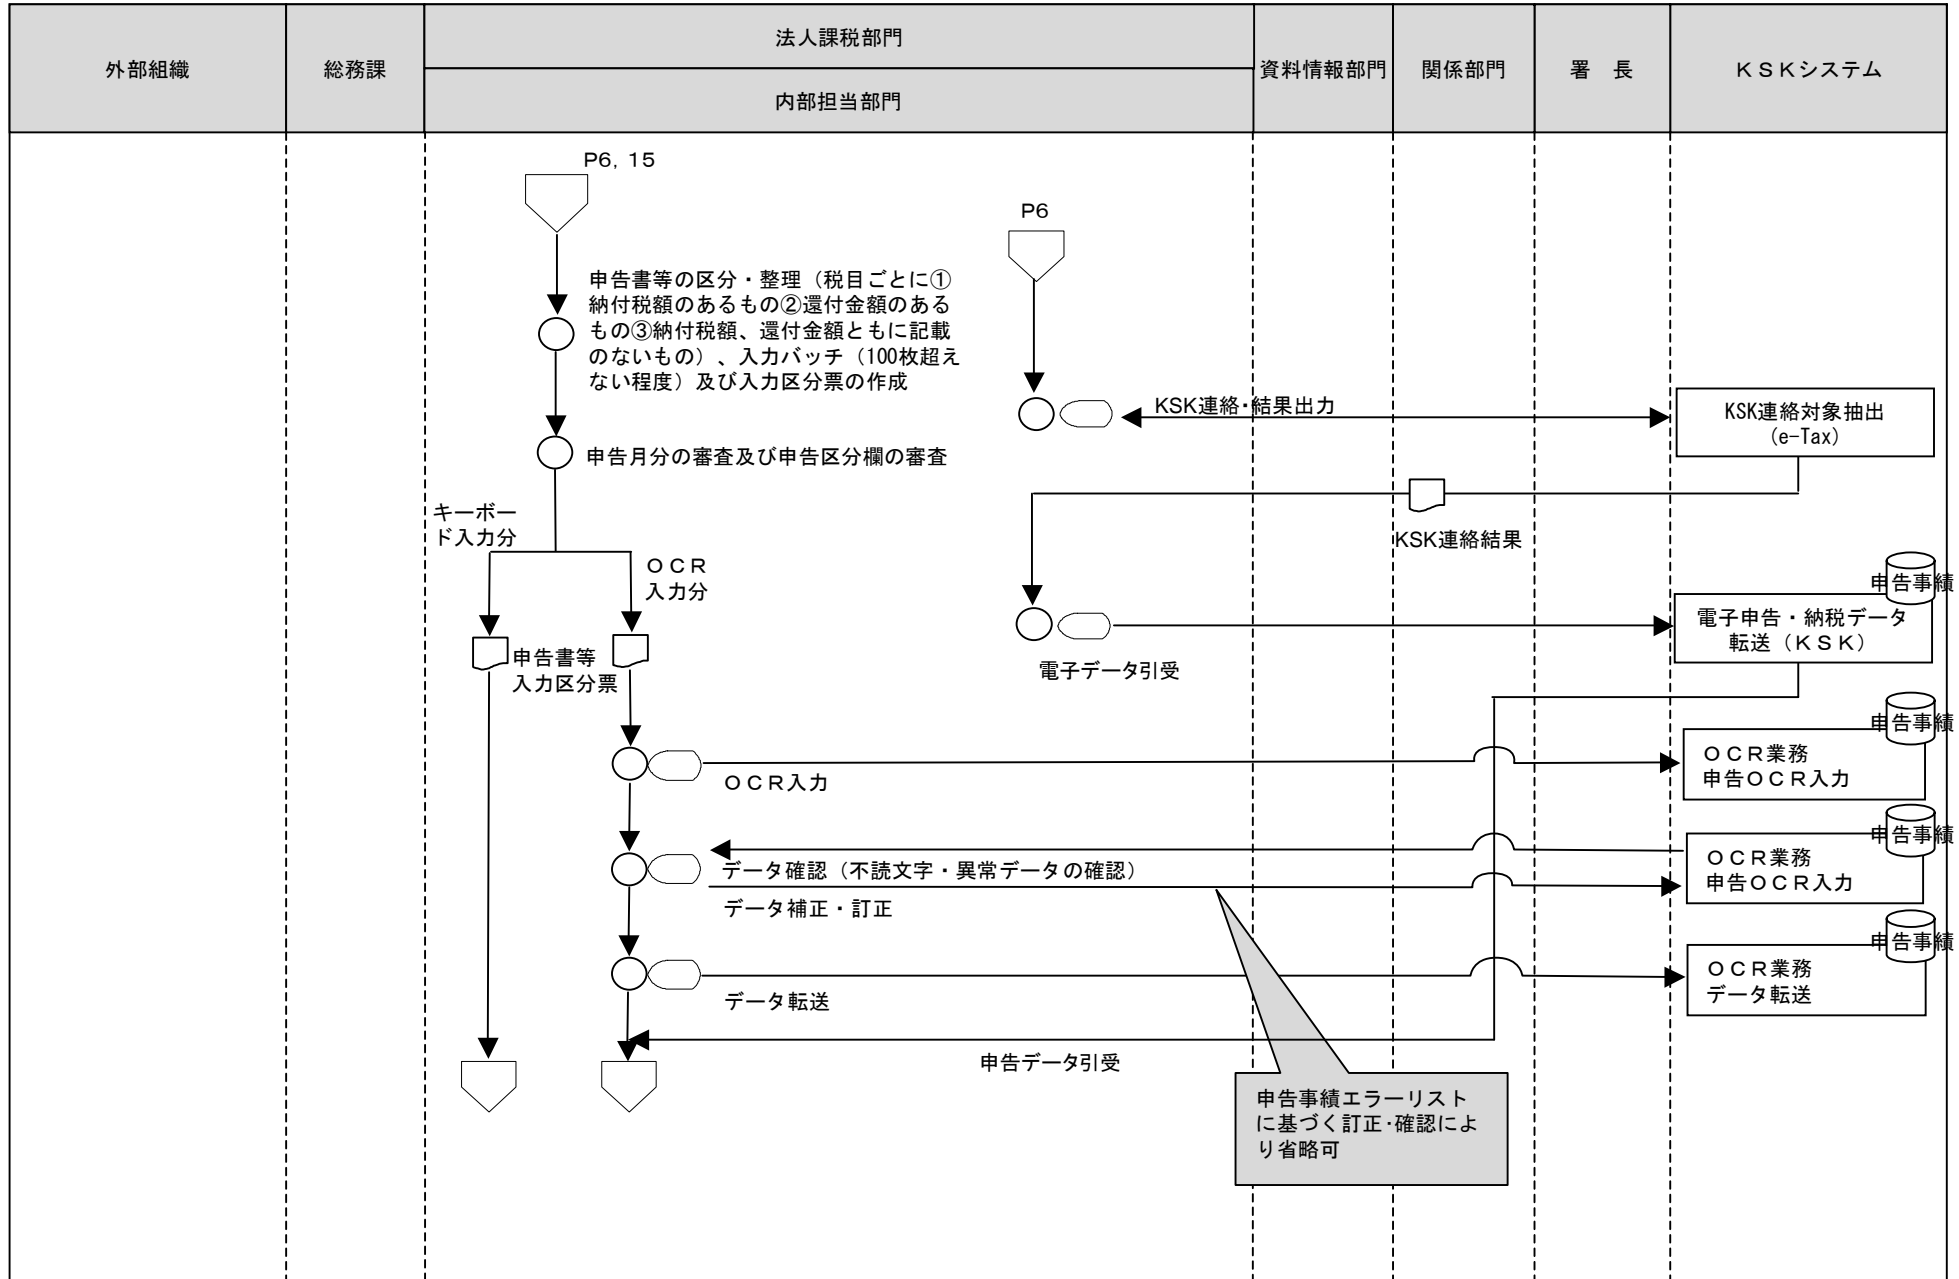 外部組織
総務課
法人課税部門
内部担当部門
資料情報部門
関係部門
署　長
ＫＳＫシステム
P6, 15
申告書等の区分・整理（税目ごとに①
納付税額のあるもの②還付金額のある
もの③納付税額、還付金額ともに記載
のないもの）、入力バッチ（100枚超え
ない程度）及び入力区分票の作成
申告月分の審査及び申告区分欄の審査
キーボー
ド入力分
ＯＣＲ
入力分
申告書等
入力区分票
P6
KSK連絡・結果出力
KSK連絡対象抽出
（e-Tax）
KSK連絡結果
電子データ引受
申告事績
電子申告・納税データ
転送（ＫＳＫ）
ＯＣＲ入力
申告事績
ＯＣＲ業務
申告ＯＣＲ入力
データ確認（不読文字・異常データの確認）
データ補正・訂正
申告事績
ＯＣＲ業務
申告ＯＣＲ入力
データ転送
申告事績
ＯＣＲ業務
データ転送
申告データ引受
申告事績エラーリスト
に基づく訂正・確認によ
り省略可